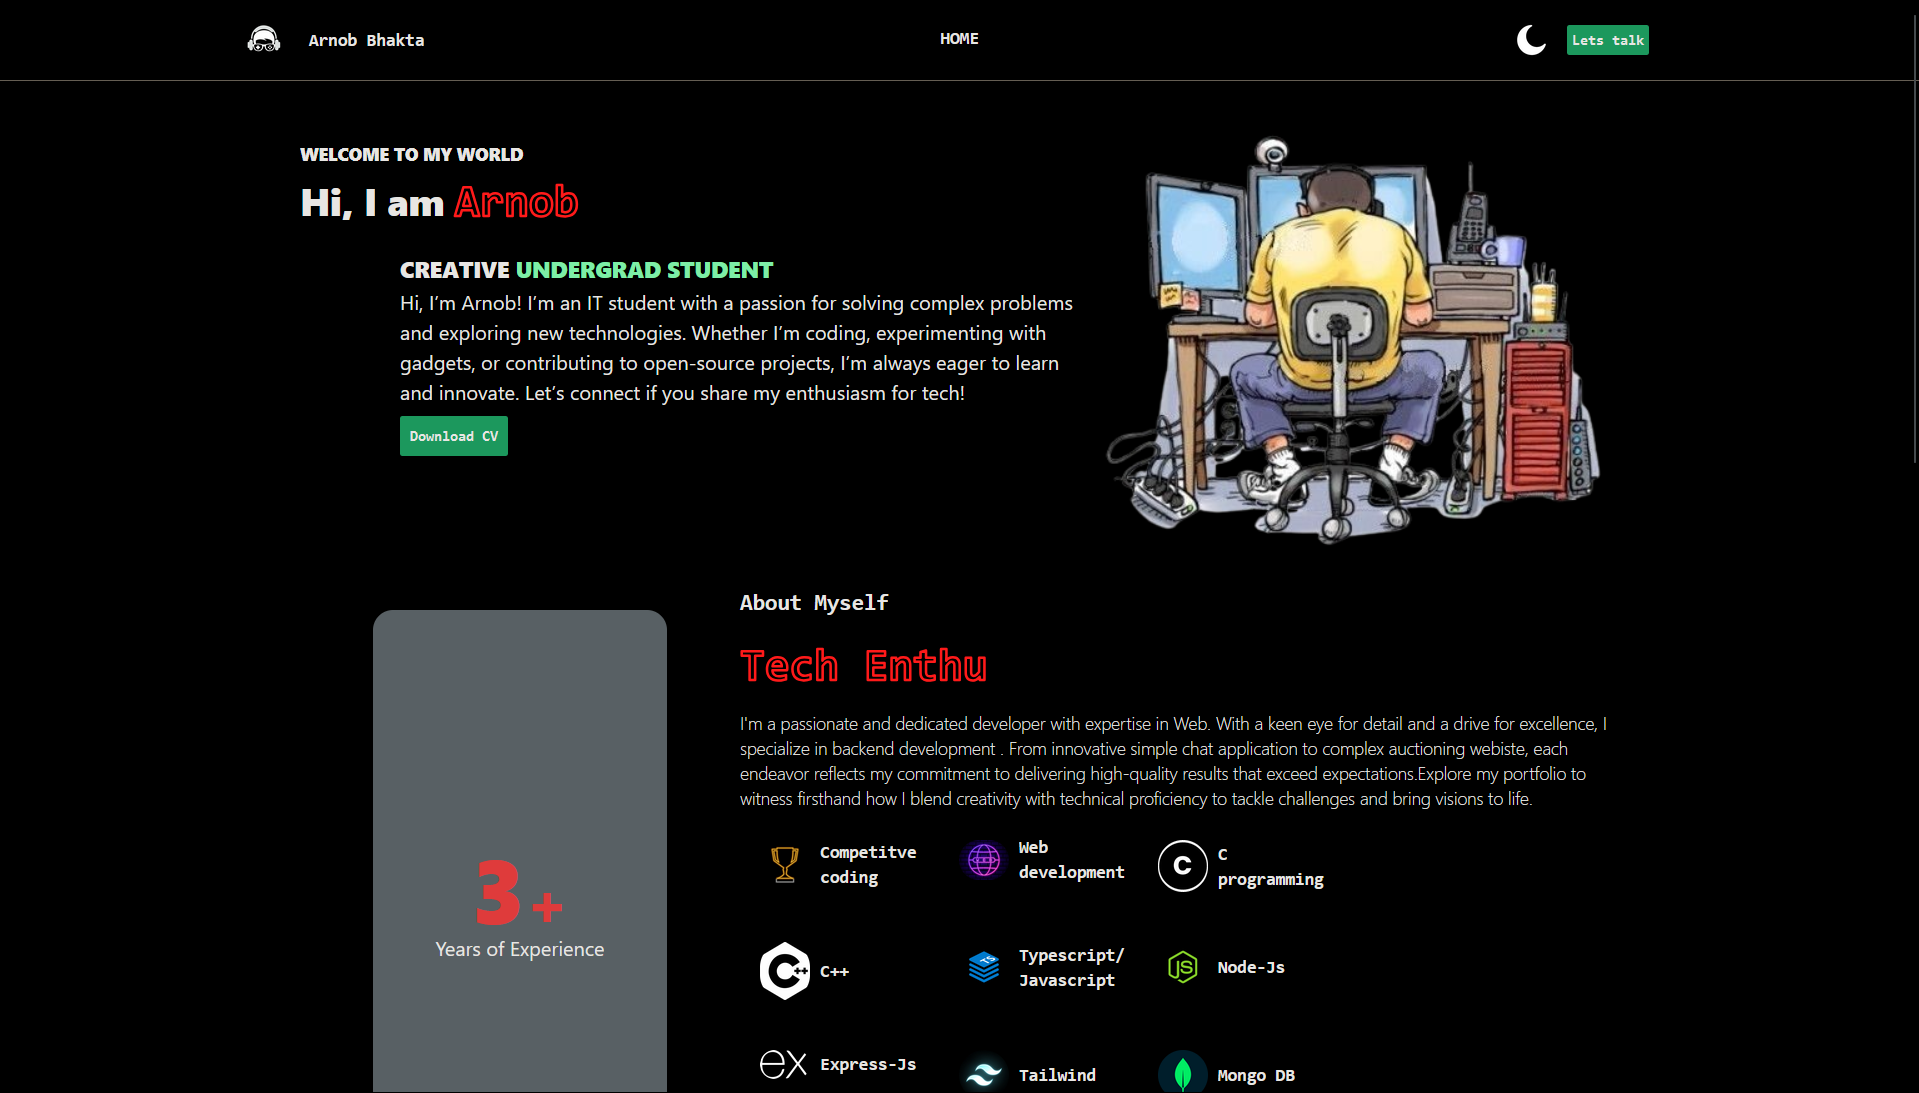 Arnob Bhakta
HOME
Lets talk
WELCOME TO MY WORLD
Hi, I am Arnob
CREATIVE UNDERGRAD STUDENT
Hi, I’m Arnob! I’m an IT student with a passion for solving complex problems
and exploring new technologies. Whether I’m coding, experimenting with
gadgets, or contributing to open-source projects, I’m always eager to learn
and innovate. Let’s connect if you share my enthusiasm for tech!
Download CV
3+
Years of Experience
About Myself
Tech Enthu
I'm a passionate and dedicated developer with expertise in Web. With a keen eye for detail and a drive for excellence, I
specialize in backend development . From innovative simple chat application to complex auctioning webiste, each
endeavor reflects my commitment to delivering high-quality results that exceed expectations.Explore my portfolio to
witness firsthand how I blend creativity with technical proficiency to tackle challenges and bring visions to life.
Competitve
coding
Web
development
C
C
programming
C++
C++
TS
Typescript/
Javascript
JS
Node-Js
ex
Express-Js
Tailwind
Mongo DB